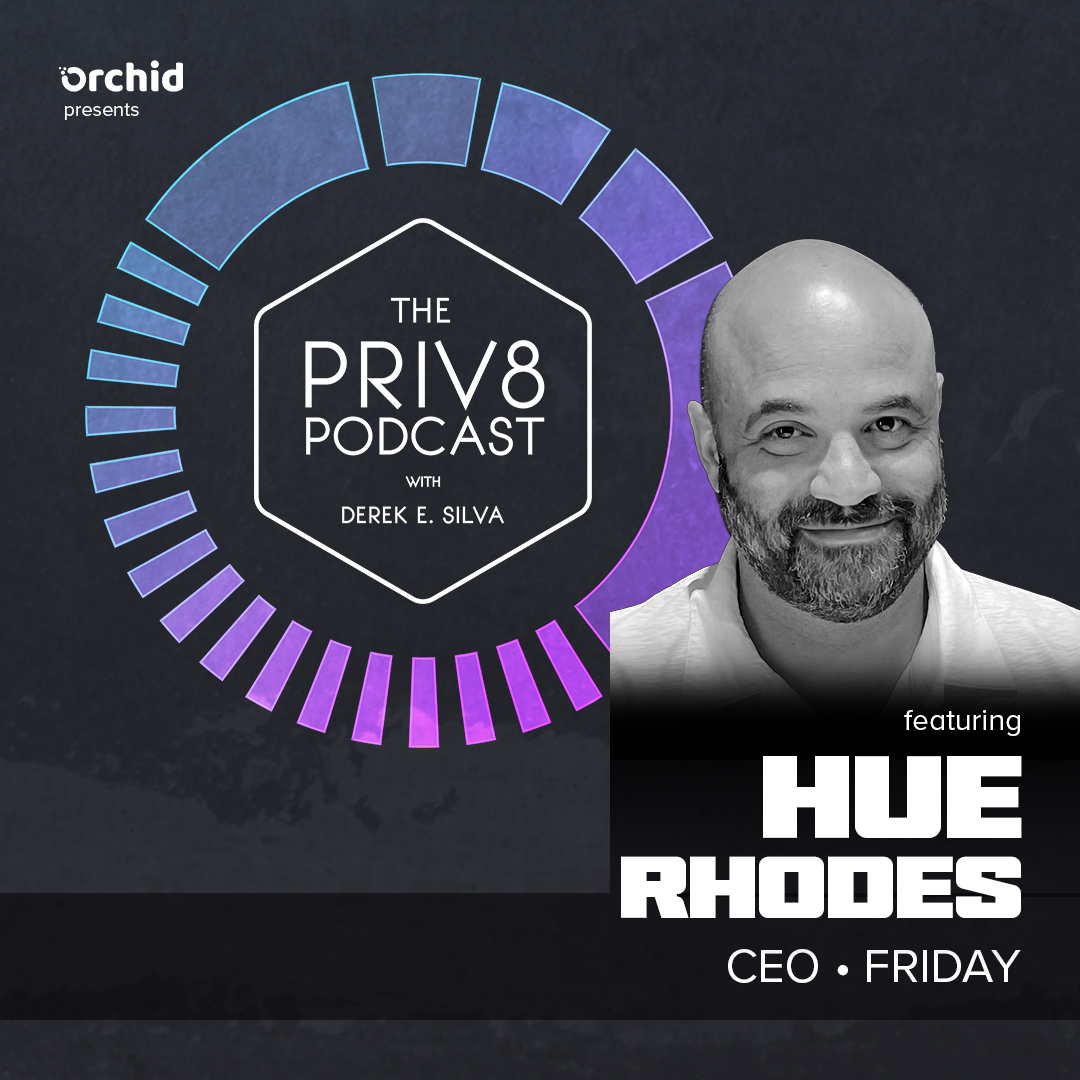 Orchid
presents
THE
PRIV8
PODCAST
WITH
DEREK E. SILVA
featuring
HUE
RHODES
CEO • FRIDAY